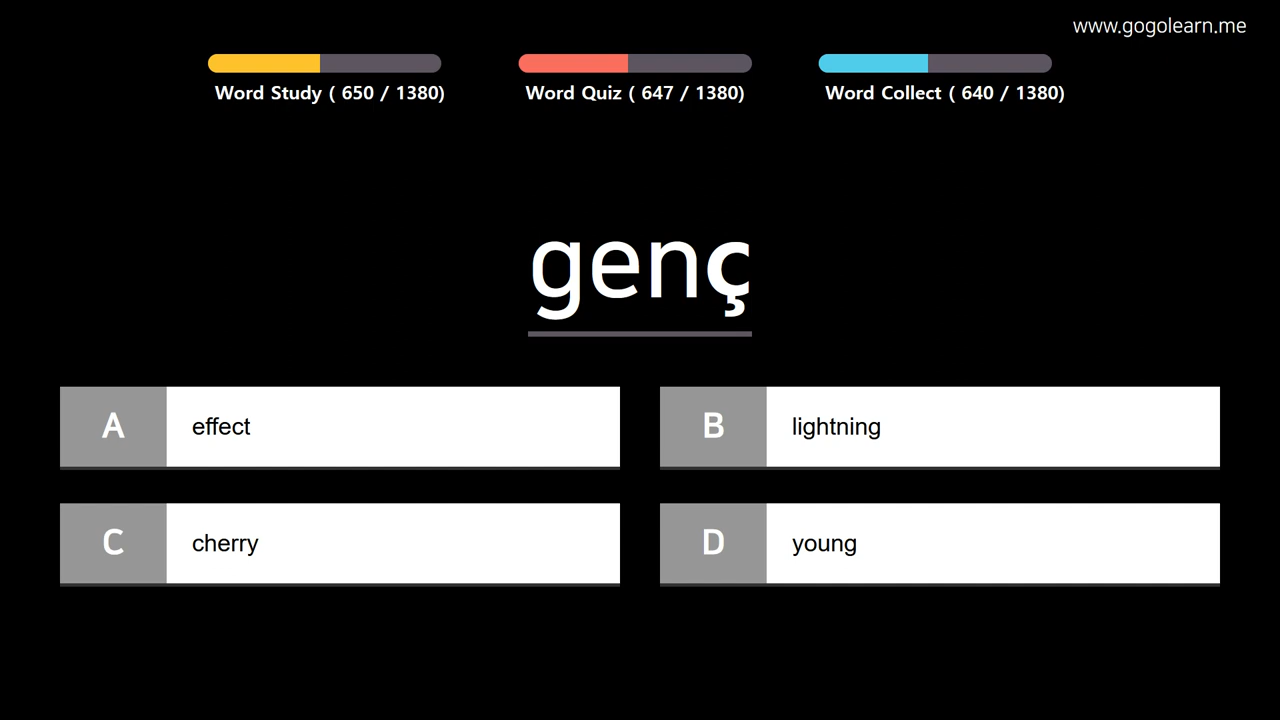 www.gogolearn.me
Word Study ( 650 / 1380)
Word Quiz ( 647 / 1380)
Word Collect ( 640 / 1380)
genç
A effect
B lightning
C cherry
D young